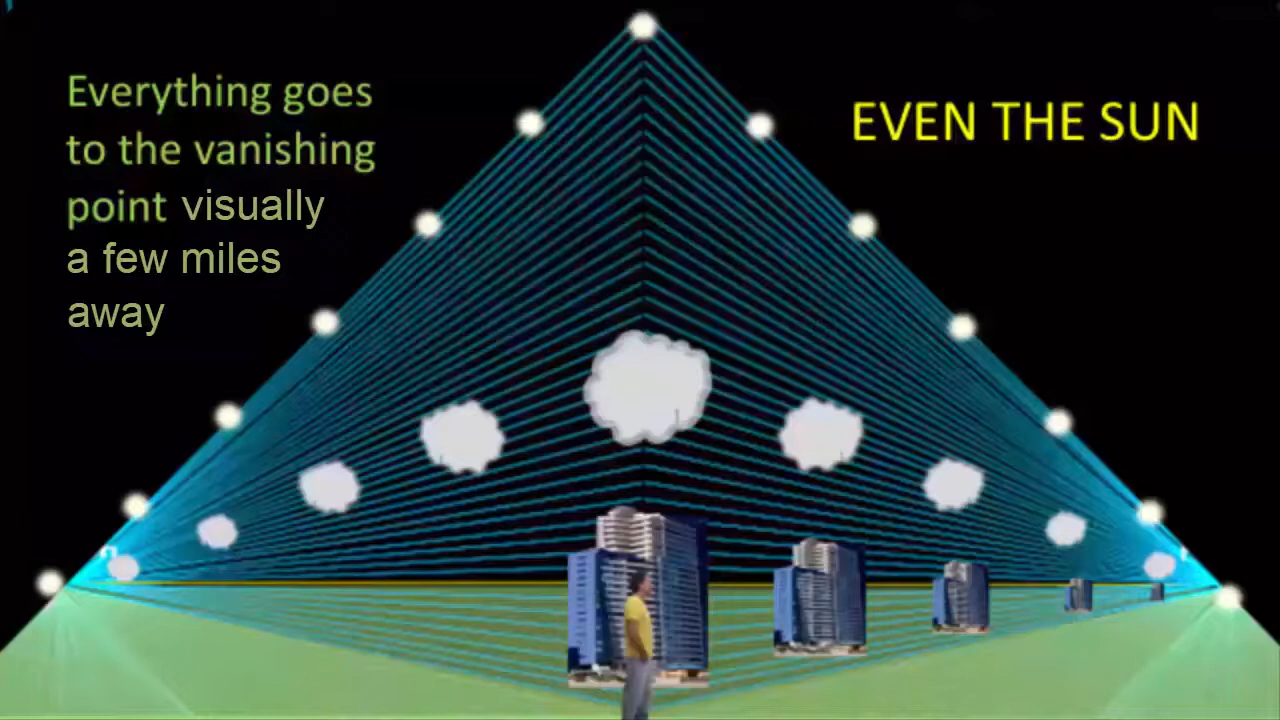 Everything goes
to the vanishing
point visually
a few miles
away
EVEN THE SUN